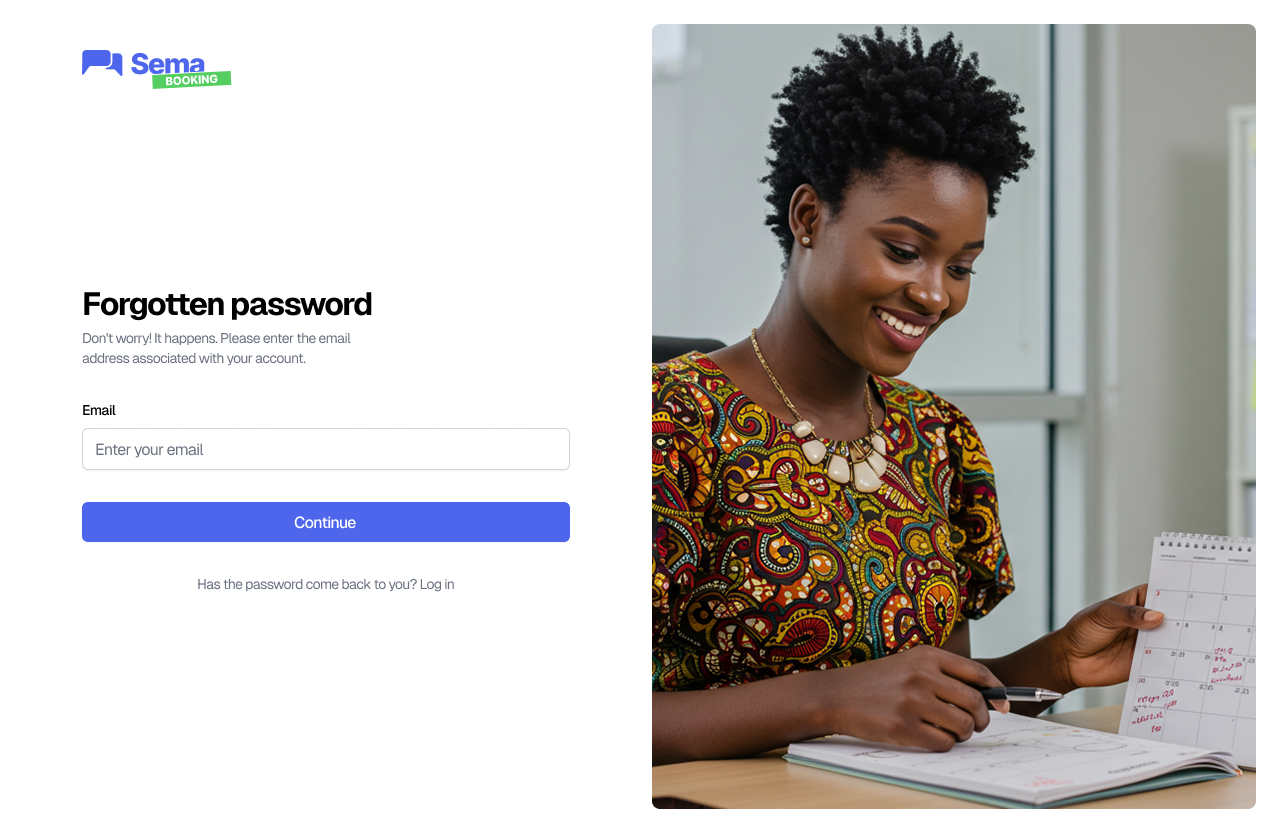 Sema
BOOKING
Forgotten password
Don't worry! It happens. Please enter the email
address associated with your account.
Email
Enter your email
Continue
Has the password come back to you? Log in